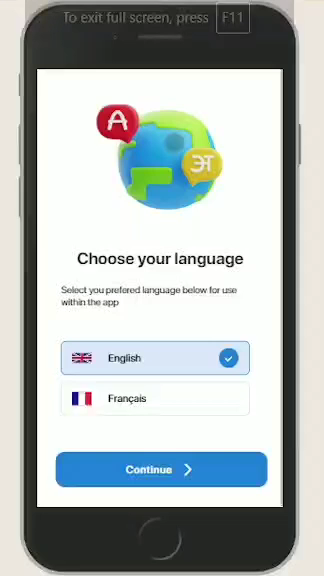 To exit full screen, press F11
A
अ
Choose your language
Select you prefered language below for use
within the app
English
Français
Continue